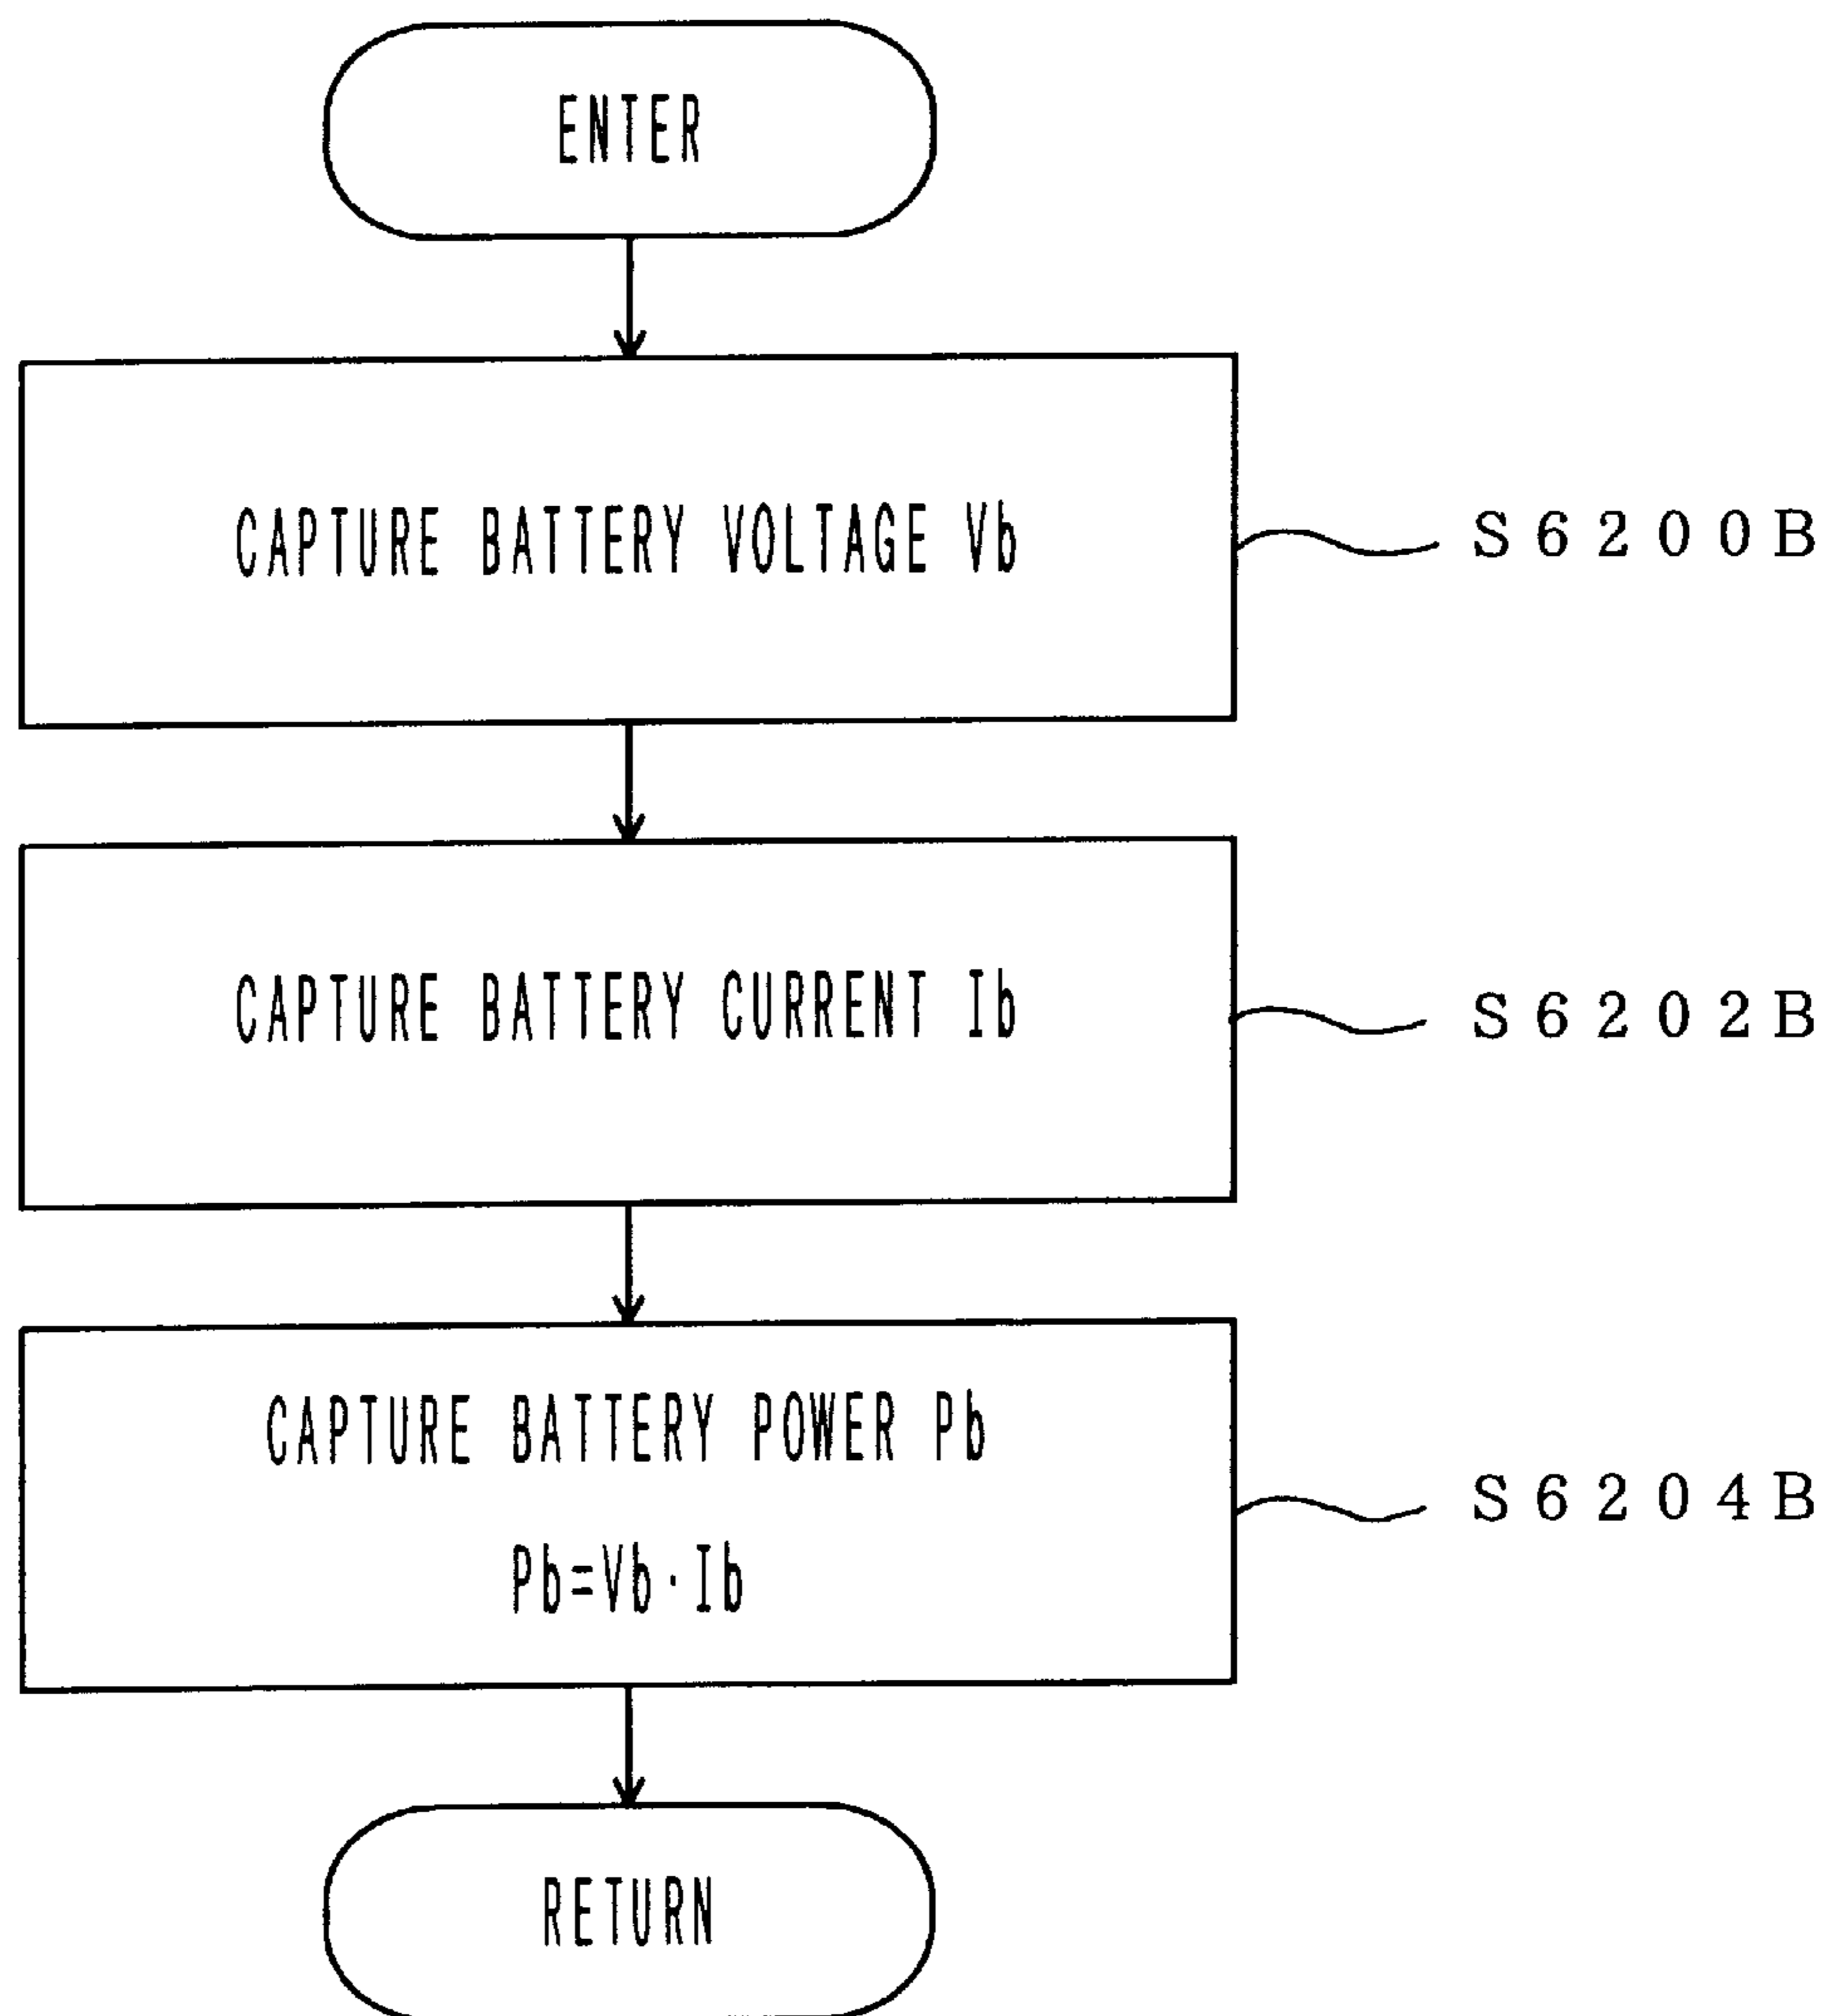 ENTER
CAPTURE BATTERY VOLTAGE Vb
S6200B
CAPTURE BATTERY CURRENT Ib
S6202B
CAPTURE BATTERY POWER Pb
Pb=Vb·Ib
S6204B
RETURN